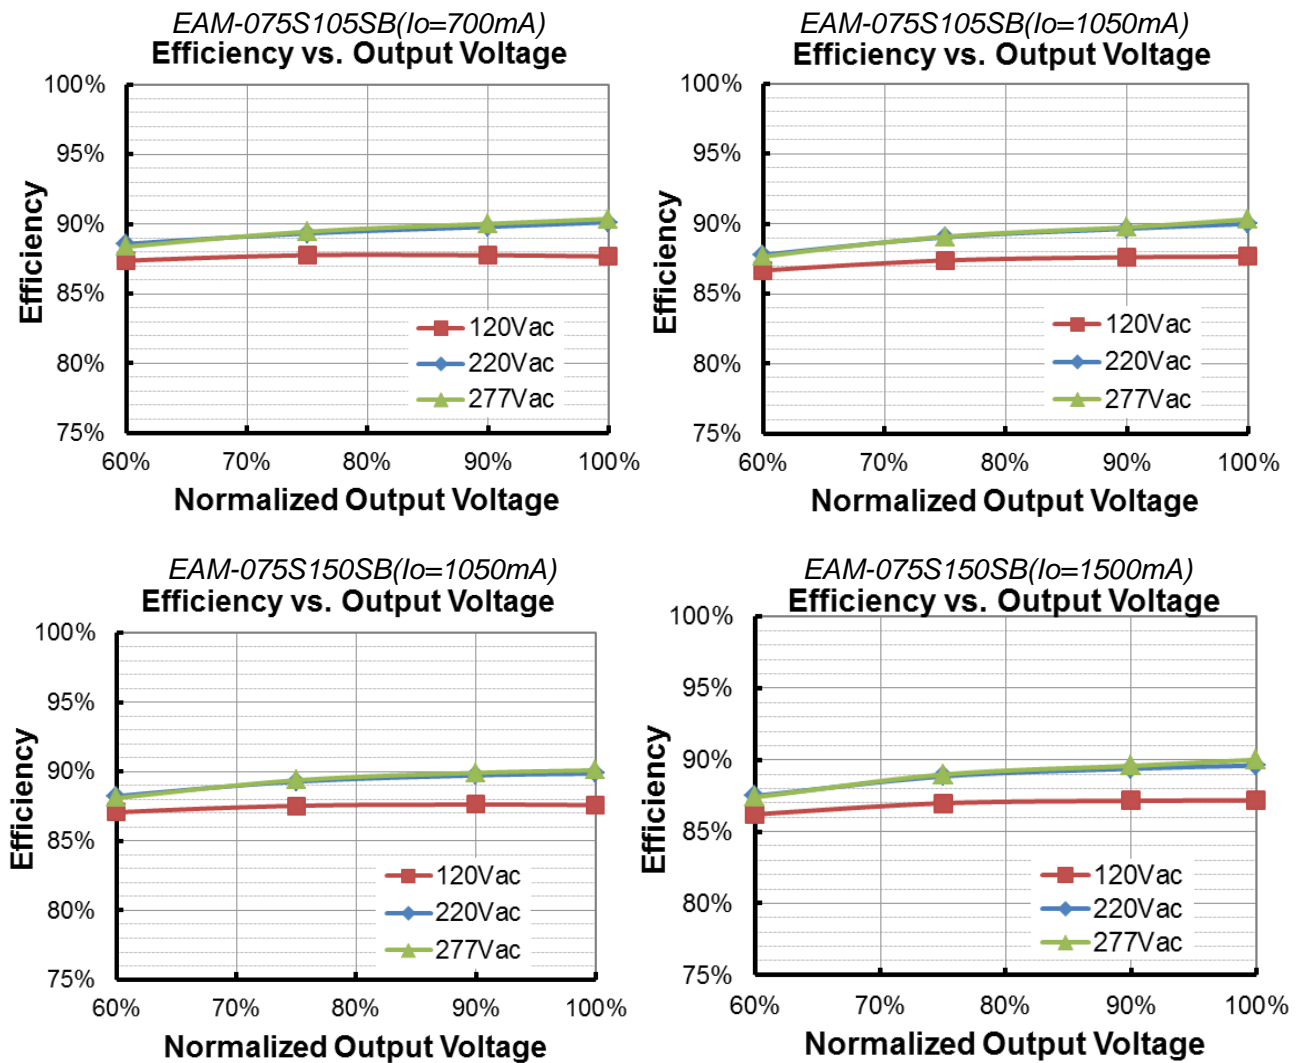 EAM-075S105SB(Io=700mA)
Efficiency vs. Output Voltage
100%
95%
90%
85%
80%
75%
Efficiency
120Vac
220Vac
277Vac
60%
70%
80%
90%
100%
Normalized Output Voltage
EAM-075S105SB(Io=1050mA)
Efficiency vs. Output Voltage
100%
95%
90%
85%
80%
75%
Efficiency
120Vac
220Vac
277Vac
60%
70%
80%
90%
100%
Normalized Output Voltage
EAM-075S150SB(Io=1050mA)
Efficiency vs. Output Voltage
100%
95%
90%
85%
80%
75%
Efficiency
120Vac
220Vac
277Vac
60%
70%
80%
90%
100%
Normalized Output Voltage
EAM-075S150SB(Io=1500mA)
Efficiency vs. Output Voltage
100%
95%
90%
85%
80%
75%
Efficiency
120Vac
220Vac
277Vac
60%
70%
80%
90%
100%
Normalized Output Voltage